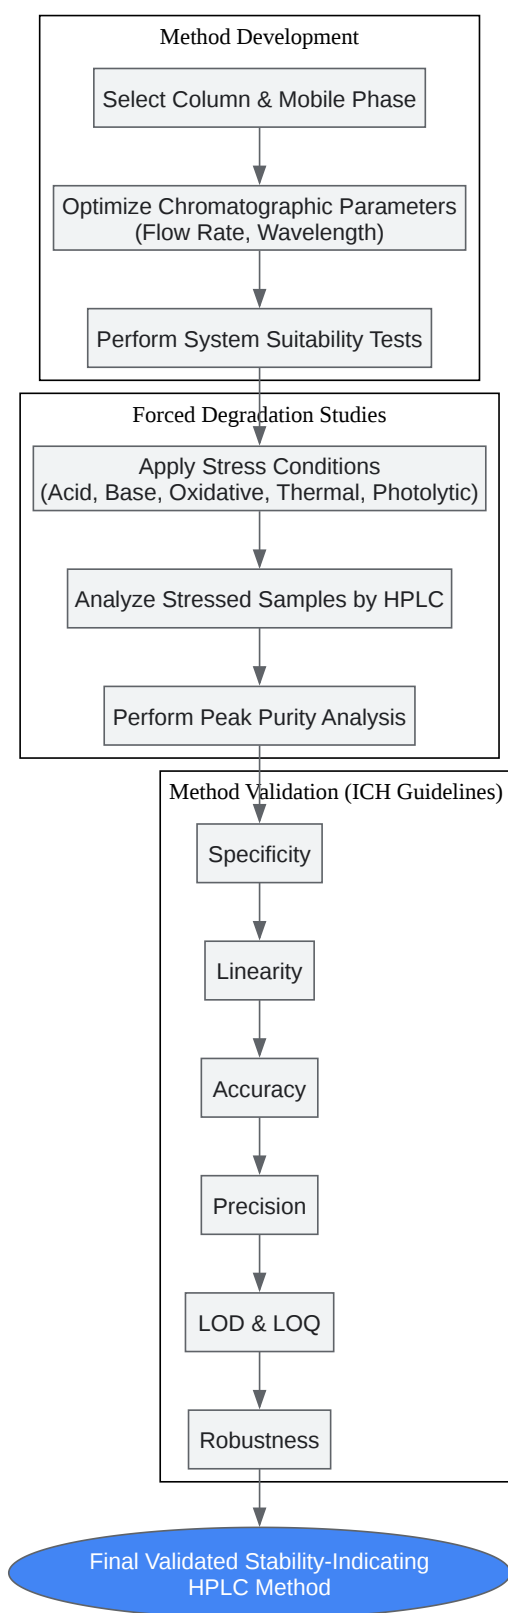 Method Development
Select Column & Mobile Phase
Optimize Chromatographic Parameters
(Flow Rate, Wavelength)
Perform System Suitability Tests
Forced Degradation Studies
Apply Stress Conditions
(Acid, Base, Oxidative, Thermal, Photolytic)
Analyze Stressed Samples by HPLC
Perform Peak Purity Analysis
Method Validation (ICH Guidelines)
Specificity
Linearity
Accuracy
Precision
LOD & LOQ
Robustness
Final Validated Stability-Indicating
HPLC Method